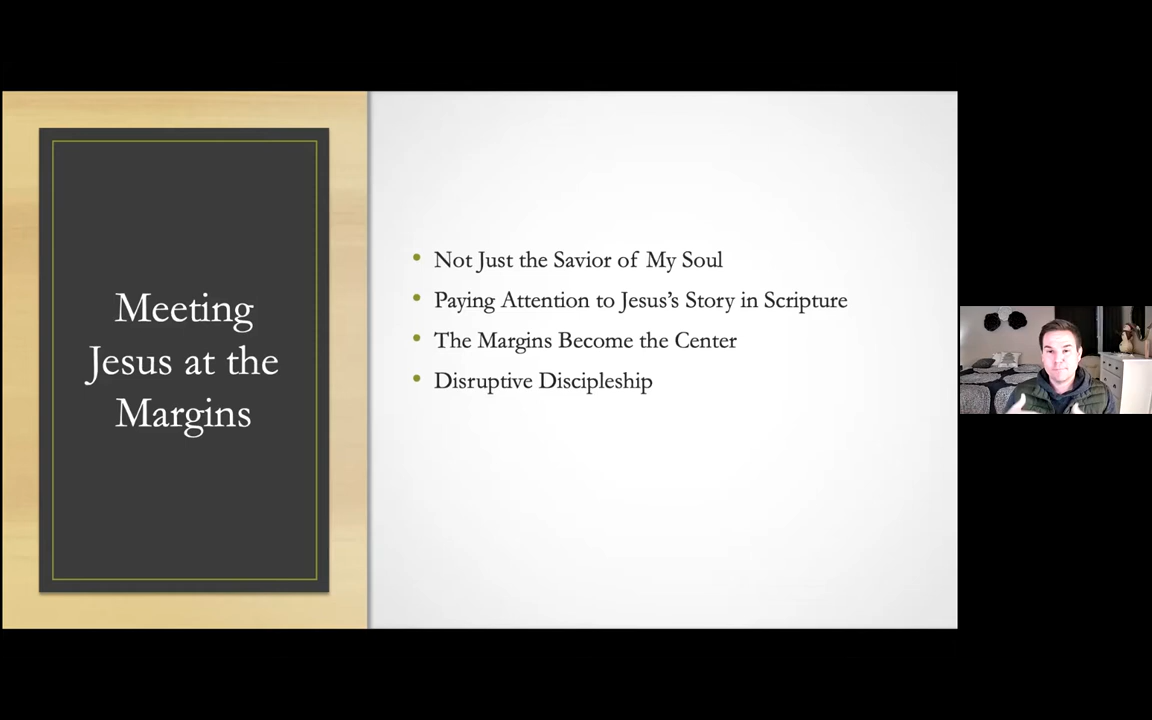 Meeting
Jesus at the
Margins
Not Just the Savior of My Soul
Paying Attention to Jesus’s Story in Scripture
The Margins Become the Center
Disruptive Discipleship